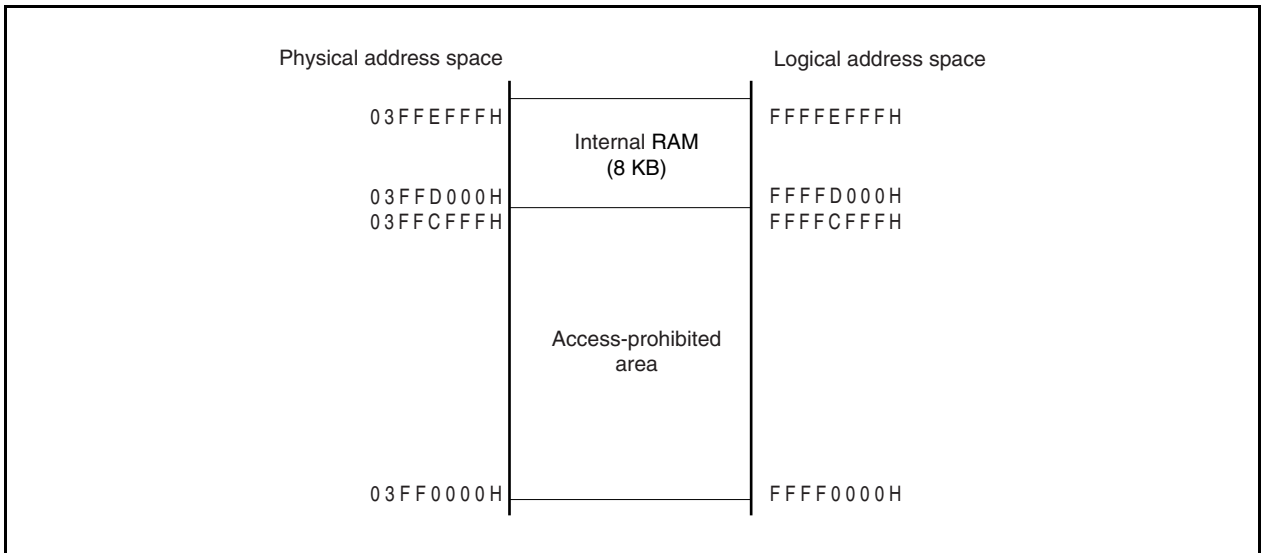 Physical address space
Logical address space
03FFEFFFH
FFFFEFFFH
Internal RAM
(8 KB)
03FFD000H
FFFFD000H
03FFCFFFH
FFFFCFFFH
Access-prohibited
area
03FF0000H
FFFF0000H